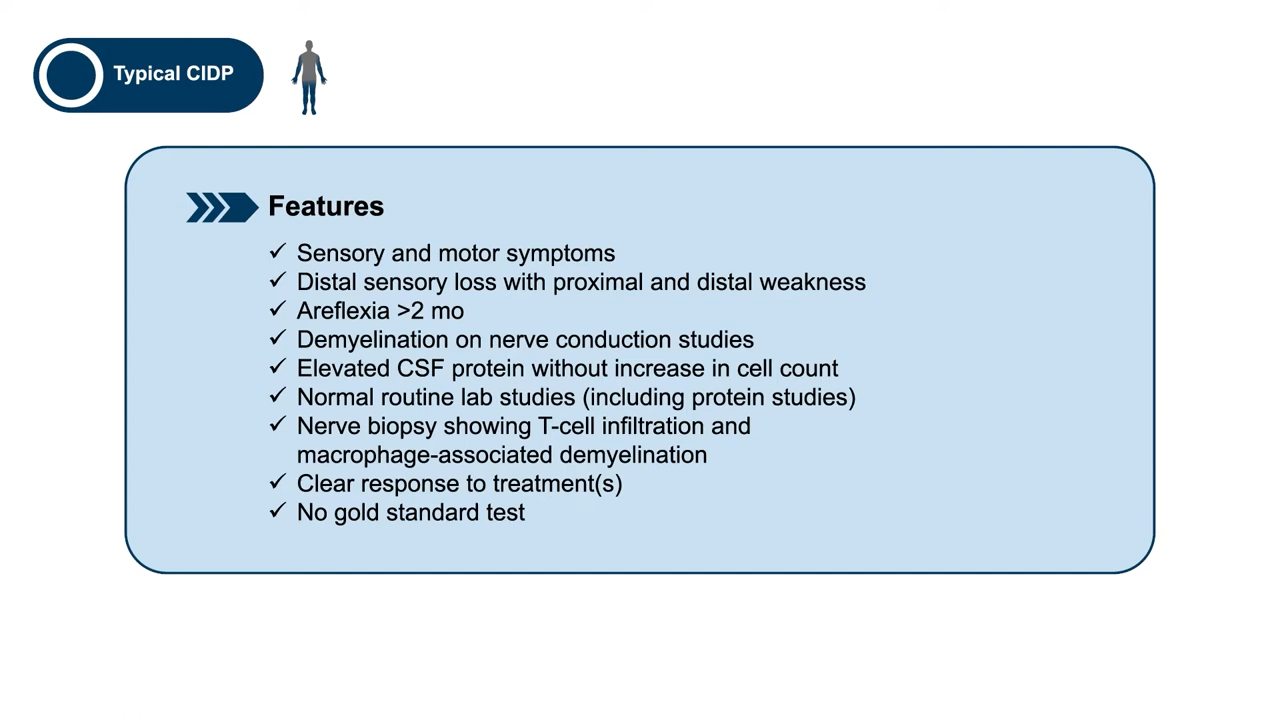 Typical CIDP
Features
✓ Sensory and motor symptoms
✓ Distal sensory loss with proximal and distal weakness
✓ Areflexia >2 mo
✓ Demyelination on nerve conduction studies
✓ Elevated CSF protein without increase in cell count
✓ Normal routine lab studies (including protein studies)
✓ Nerve biopsy showing T-cell infiltration and
macrophage-associated demyelination
✓ Clear response to treatment(s)
✓ No gold standard test